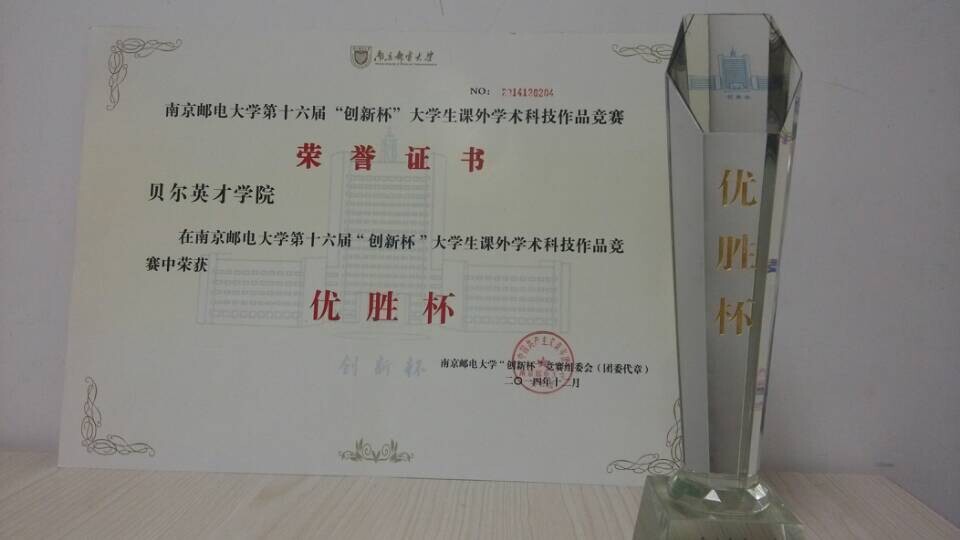 南京邮电大学
NO: 2014120204
南京邮电大学第十六届“创新杯”大学生课外学术科技作品竞赛
荣誉证书
贝尔英才学院
在南京邮电大学第十六届“创新杯”大学生课外学术科技作品竞
赛中荣获
优胜杯
创新杯
南京邮电大学“创新杯”竞赛组委会（团委代章）
二〇一四年十二月
优胜杯